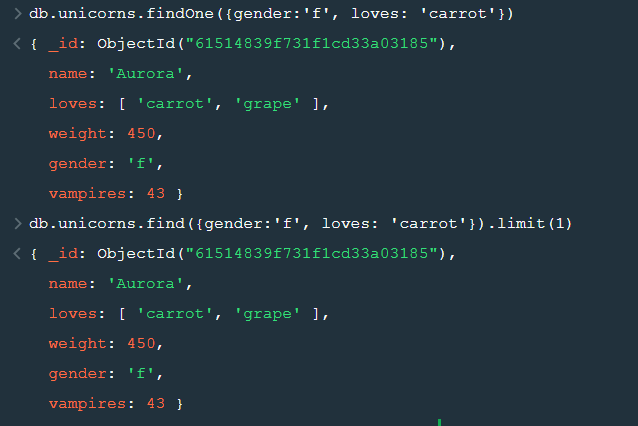 > db.unicorns.findOne({gender:'f', loves: 'carrot'})
< { _id: ObjectId("61514839f731f1cd33a03185"),
name: 'Aurora',
loves: [ 'carrot', 'grape' ],
weight: 450,
gender: 'f',
vampires: 43 }
> db.unicorns.find({gender:'f', loves: 'carrot'}).limit(1)
< { _id: ObjectId("61514839f731f1cd33a03185"),
name: 'Aurora',
loves: [ 'carrot', 'grape' ],
weight: 450,
gender: 'f',
vampires: 43 }